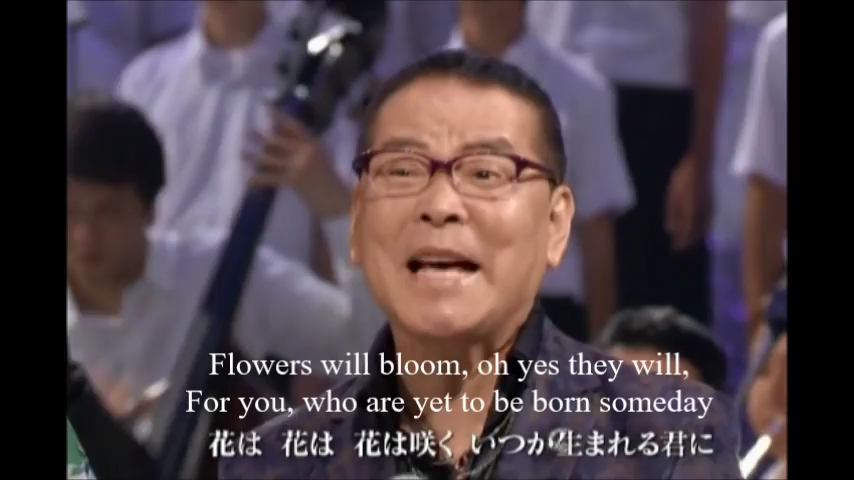 Flowers will bloom, oh yes they will,
For you, who are yet to be born someday
花は 花は 花は咲く いつか生まれる君に